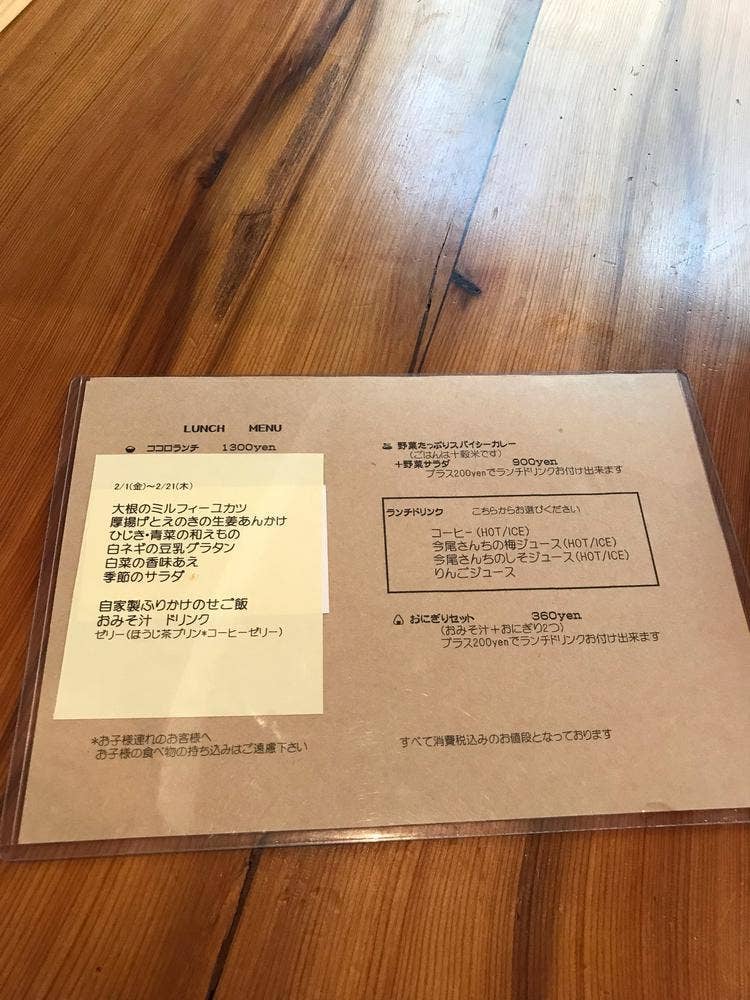 LUNCH MENU
ココロランチ 1300yen
2/1(金)～2/21(木)
大根のミルフィーユカツ
厚揚げとえのきの生姜あんかけ
ひじき・青菜の和えもの
白ネギの豆乳グラタン
白菜の香味あえ
季節のサラダ
自家製ふりかけのせご飯
おみそ汁 ドリンク
ゼリー(ほうじ茶プリン*コーヒーゼリー)
*お子様連れのお客様へ
お子様の食べ物の持ち込みはご遠慮下さい
野菜たっぷりスパイシーカレー
(ごはんは十穀米です)
+野菜サラダ 900yen
プラス200yenでランチドリンクお付け出来ます
ランチドリンク こちらからお選びください
コーヒー(HOT/ICE)
今尾さんちの梅ジュース(HOT/ICE)
今尾さんちのしそジュース(HOT/ICE)
りんごジュース
おにぎりセット 360yen
(おみそ汁+おにぎり2つ)
プラス200yenでランチドリンクお付け出来ます
すべて消費税込みのお値段となっております